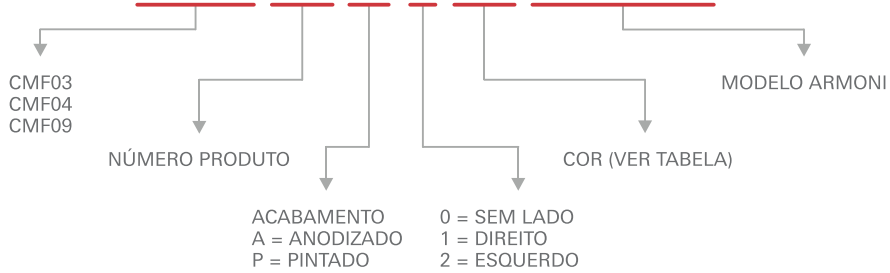 CMF03
CMF04
CMF09
MODELO ARMONI
NÚMERO PRODUTO
COR (VER TABELA)
ACABAMENTO
A = ANODIZADO
P = PINTADO
0 = SEM LADO
1 = DIREITO
2 = ESQUERDO